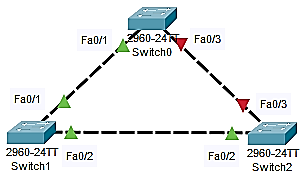 2960-24TT
Switch0
Fa0/1
Fa0/3
Fa0/1
Fa0/3
2960-24TT
Switch1
Fa0/2
Fa0/2
2960-24TT
Switch2